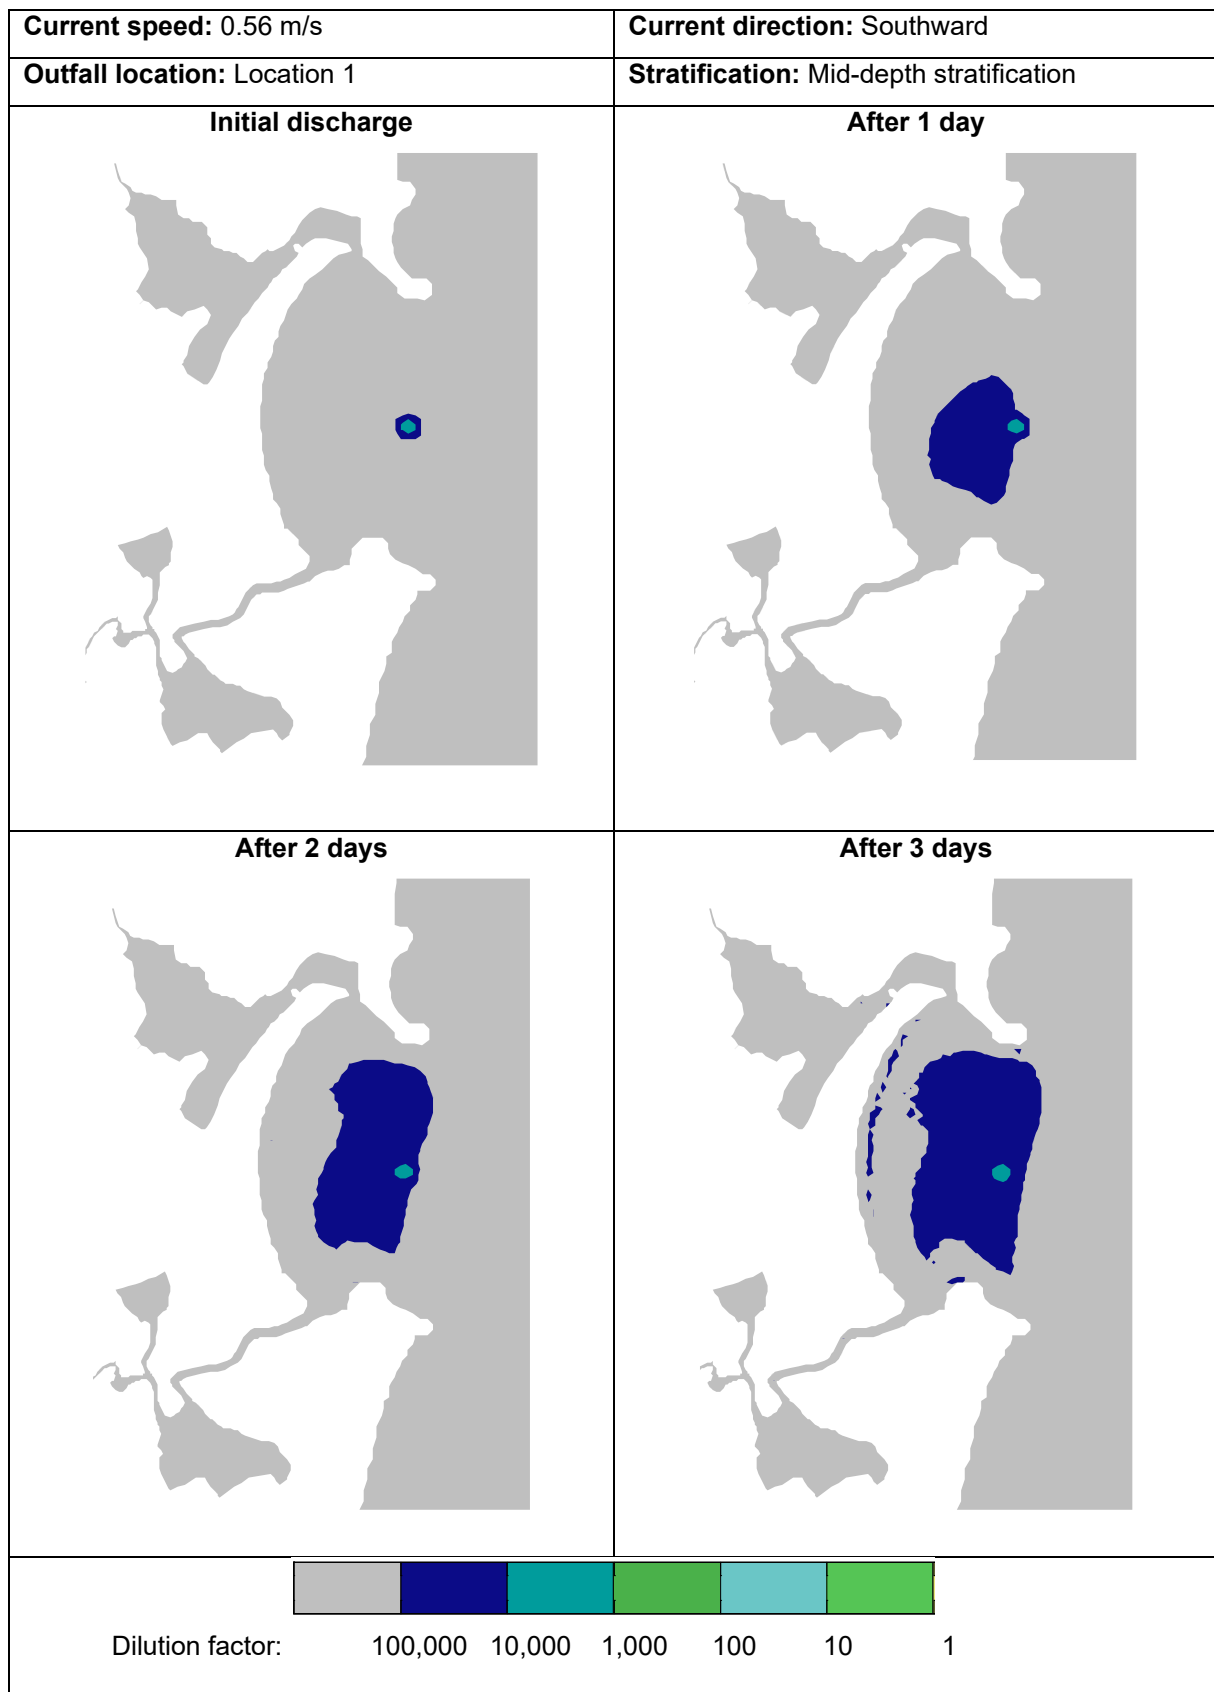 Current speed: 0.56 m/s
Current direction: Southward
Outfall location: Location 1
Stratification: Mid-depth stratification
Initial discharge
After 1 day
After 2 days
After 3 days
Dilution factor: 100,000 10,000 1,000 100 10 1